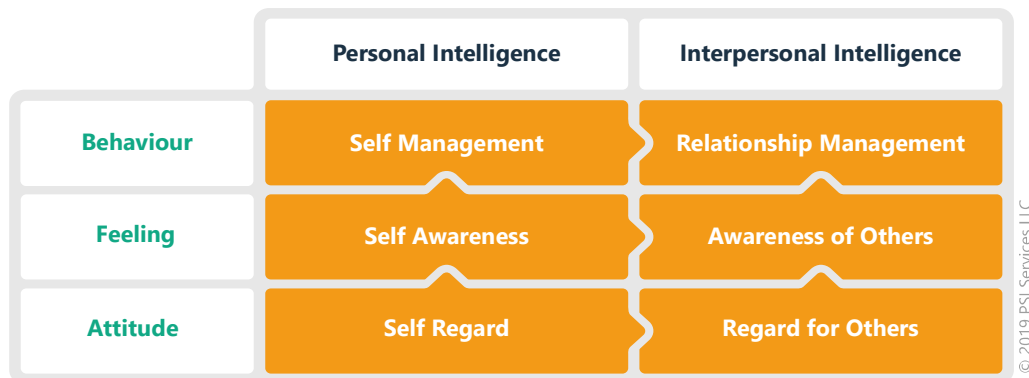 Personal Intelligence
Interpersonal Intelligence
Behaviour
Self Management
Relationship Management
Feeling
Self Awareness
Awareness of Others
Attitude
Self Regard
Regard for Others
© 2019 PSI Services LLC